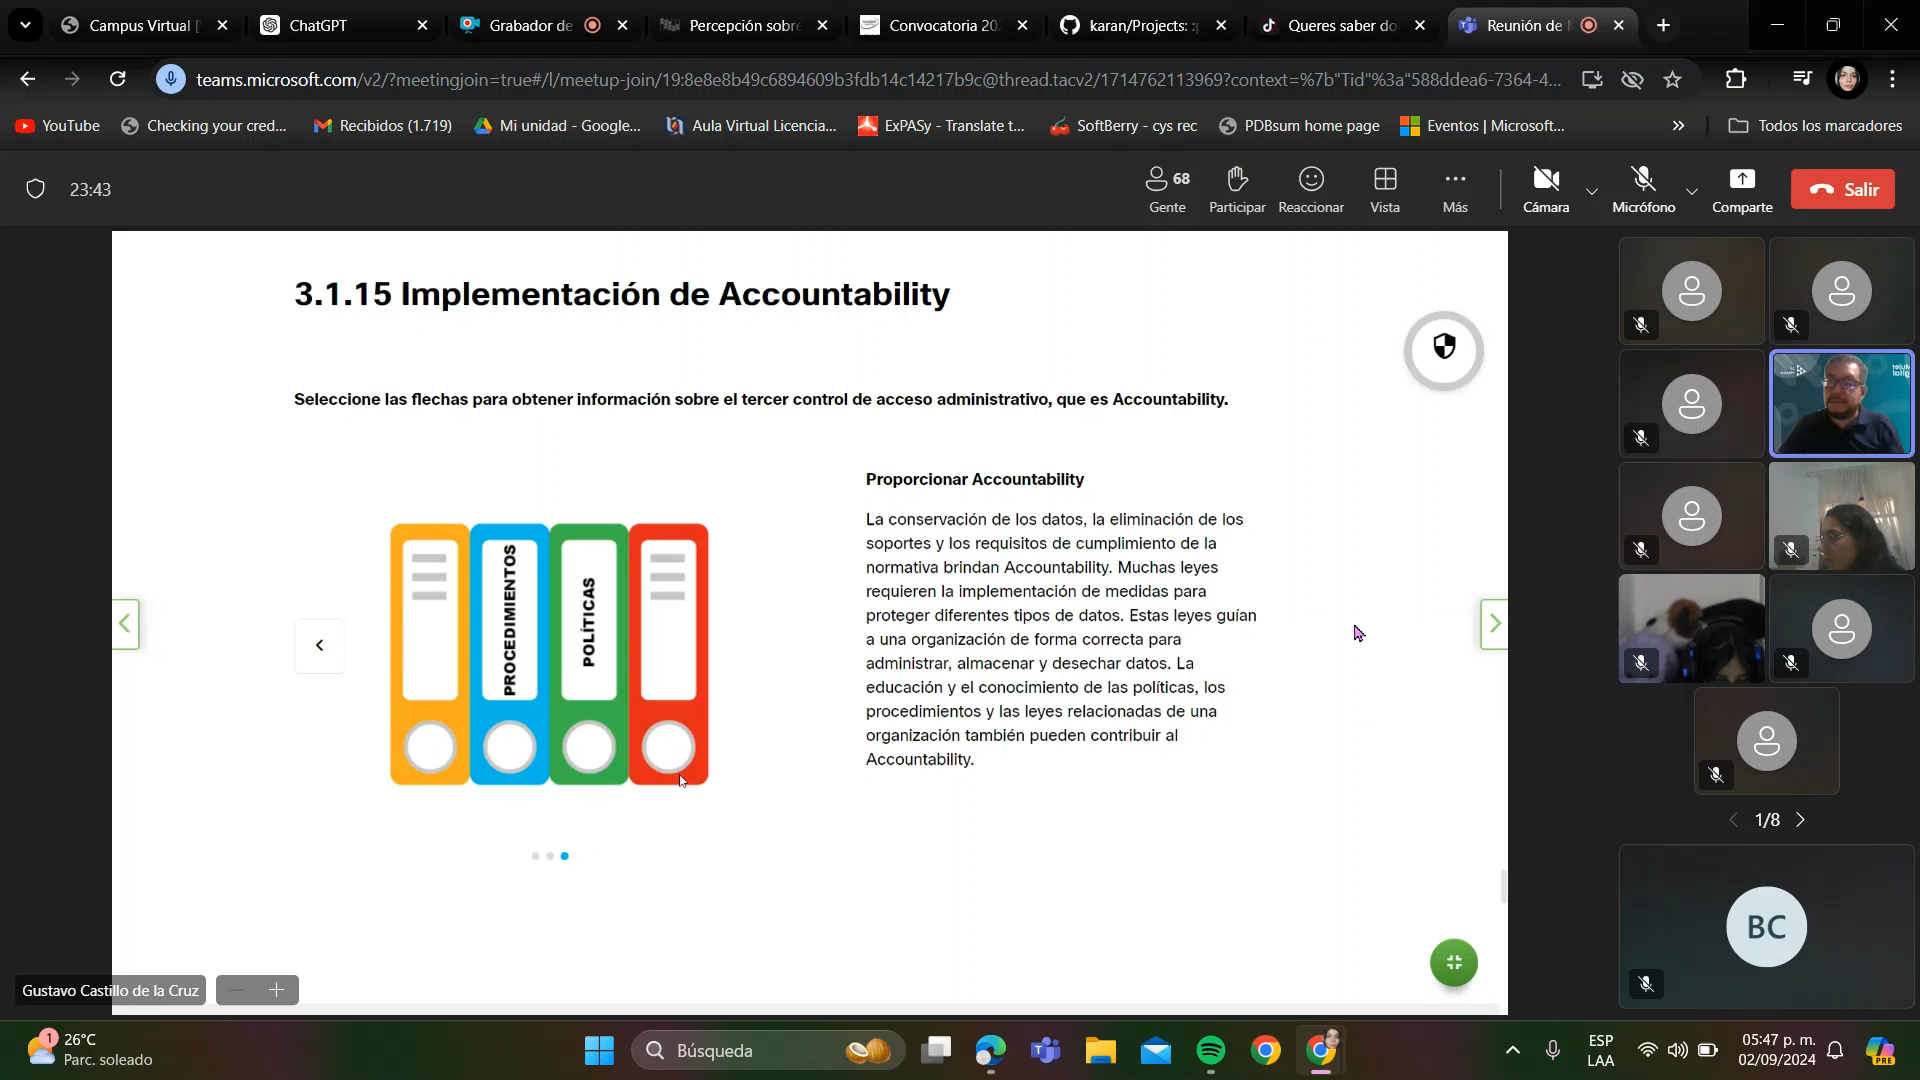 Campus Virtual [
ChatGPT
Grabador de
Percepción sobre
Convocatoria 202
karan/Projects: :p
Queres saber do
Reunión de M
teams.microsoft.com/v2/?meetingjoin=true#/l/meetup-join/19:8e8e8b49c6894609b3fdb14c14217b9c@thread.tacv2/1714762113969?context=%7b"Tid"%3a"588ddea6-7364-4...
YouTube
Checking your cred...
Recibidos (1.719)
Mi unidad - Google...
Aula Virtual Licencia...
ExPASy - Translate t...
SoftBerry - cys rec
PDBsum home page
Eventos | Microsoft...
»
Todos los marcadores
23:43
68
Gente
Participar
Reaccionar
Vista
Más
Cámara
Micrófono
Comparte
Salir
3.1.15 Implementación de Accountability
Seleccione las flechas para obtener información sobre el tercer control de acceso administrativo, que es Accountability.
PROCEDIMIENTOS
POLÍTICAS
Proporcionar Accountability
La conservación de los datos, la eliminación de los
soportes y los requisitos de cumplimiento de la
normativa brindan Accountability. Muchas leyes
requieren la implementación de medidas para
proteger diferentes tipos de datos. Estas leyes guían
a una organización de forma correcta para
administrar, almacenar y desechar datos. La
educación y el conocimiento de las políticas, los
procedimientos y las leyes relacionadas de una
organización también pueden contribuir al
Accountability.
1/8
BC
Gustavo Castillo de la Cruz
1
26°C
Parc. soleado
Búsqueda
ESP
LAA
05:47 p. m.
02/09/2024
PRE